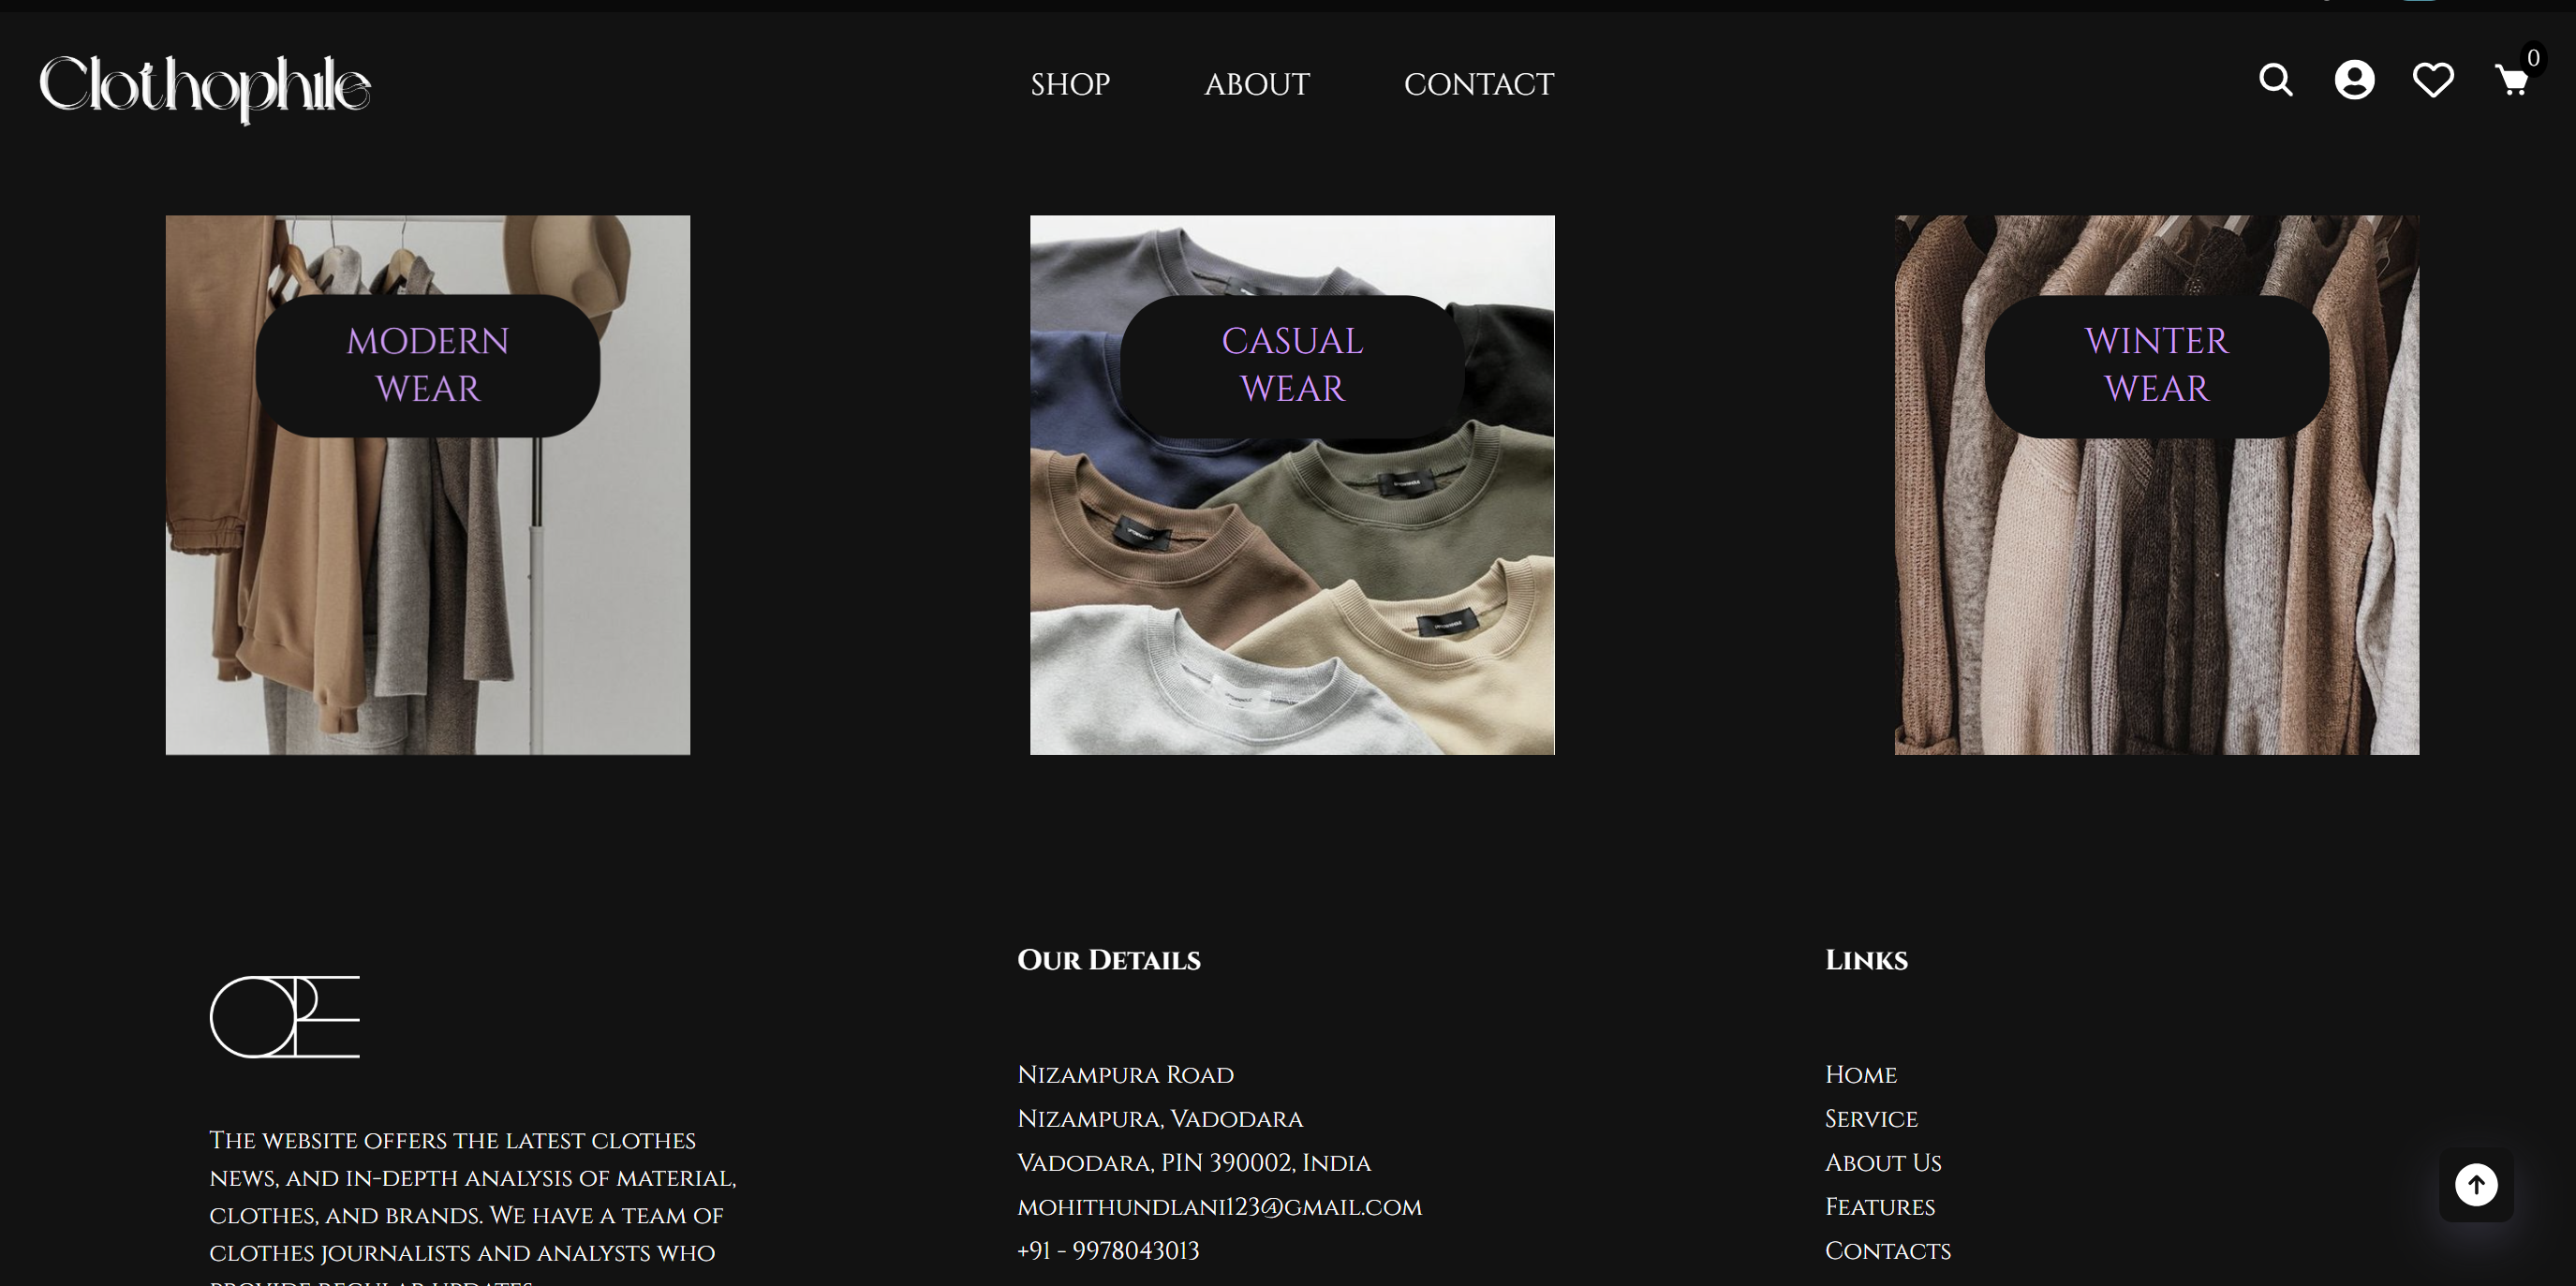 Clothophile
SHOP ABOUT CONTACT
0
MODERN
WEAR
CASUAL
WEAR
WINTER
WEAR
Our Details
Links
The website offers the latest clothes
news, and in-depth analysis of material,
clothes, and brands. We have a team of
clothes journalists and analysts who
provide regular updates
Nizampura Road
Nizampura, Vadodara
Vadodara, PIN 390002, India
mohithundlani123@gmail.com
+91 - 9978043013
Home
Service
About Us
Features
Contacts